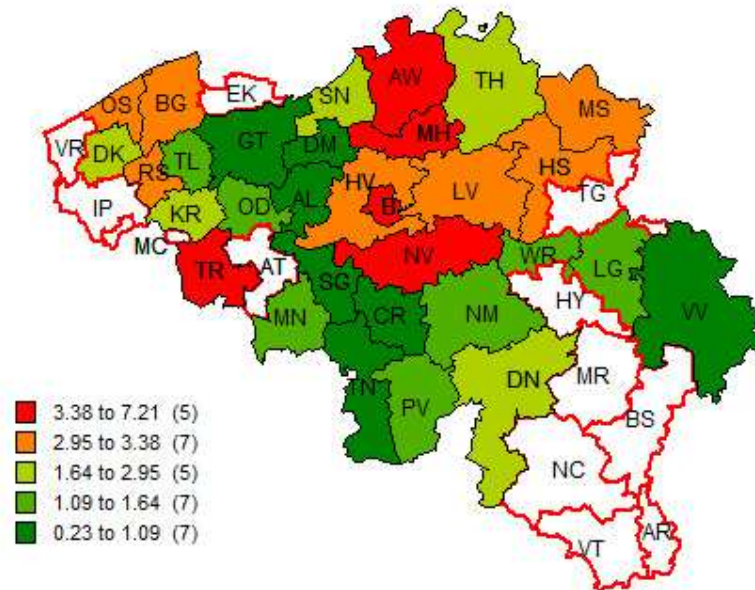 AW
TH
EK
SN
MS
OS
BG
VR
DK
TL
GT
DM
MH
RS
HV
LV
HS
IP
KR
OD
AL
B
TG
MC
TR
AT
SG
NV
WR
LG
MN
CR
NM
HY
VV
TN
PV
DN
MR
BS
NC
VT
AR
3.38 to 7.21 (5)
2.95 to 3.38 (7)
1.64 to 2.95 (5)
1.09 to 1.64 (7)
0.23 to 1.09 (7)